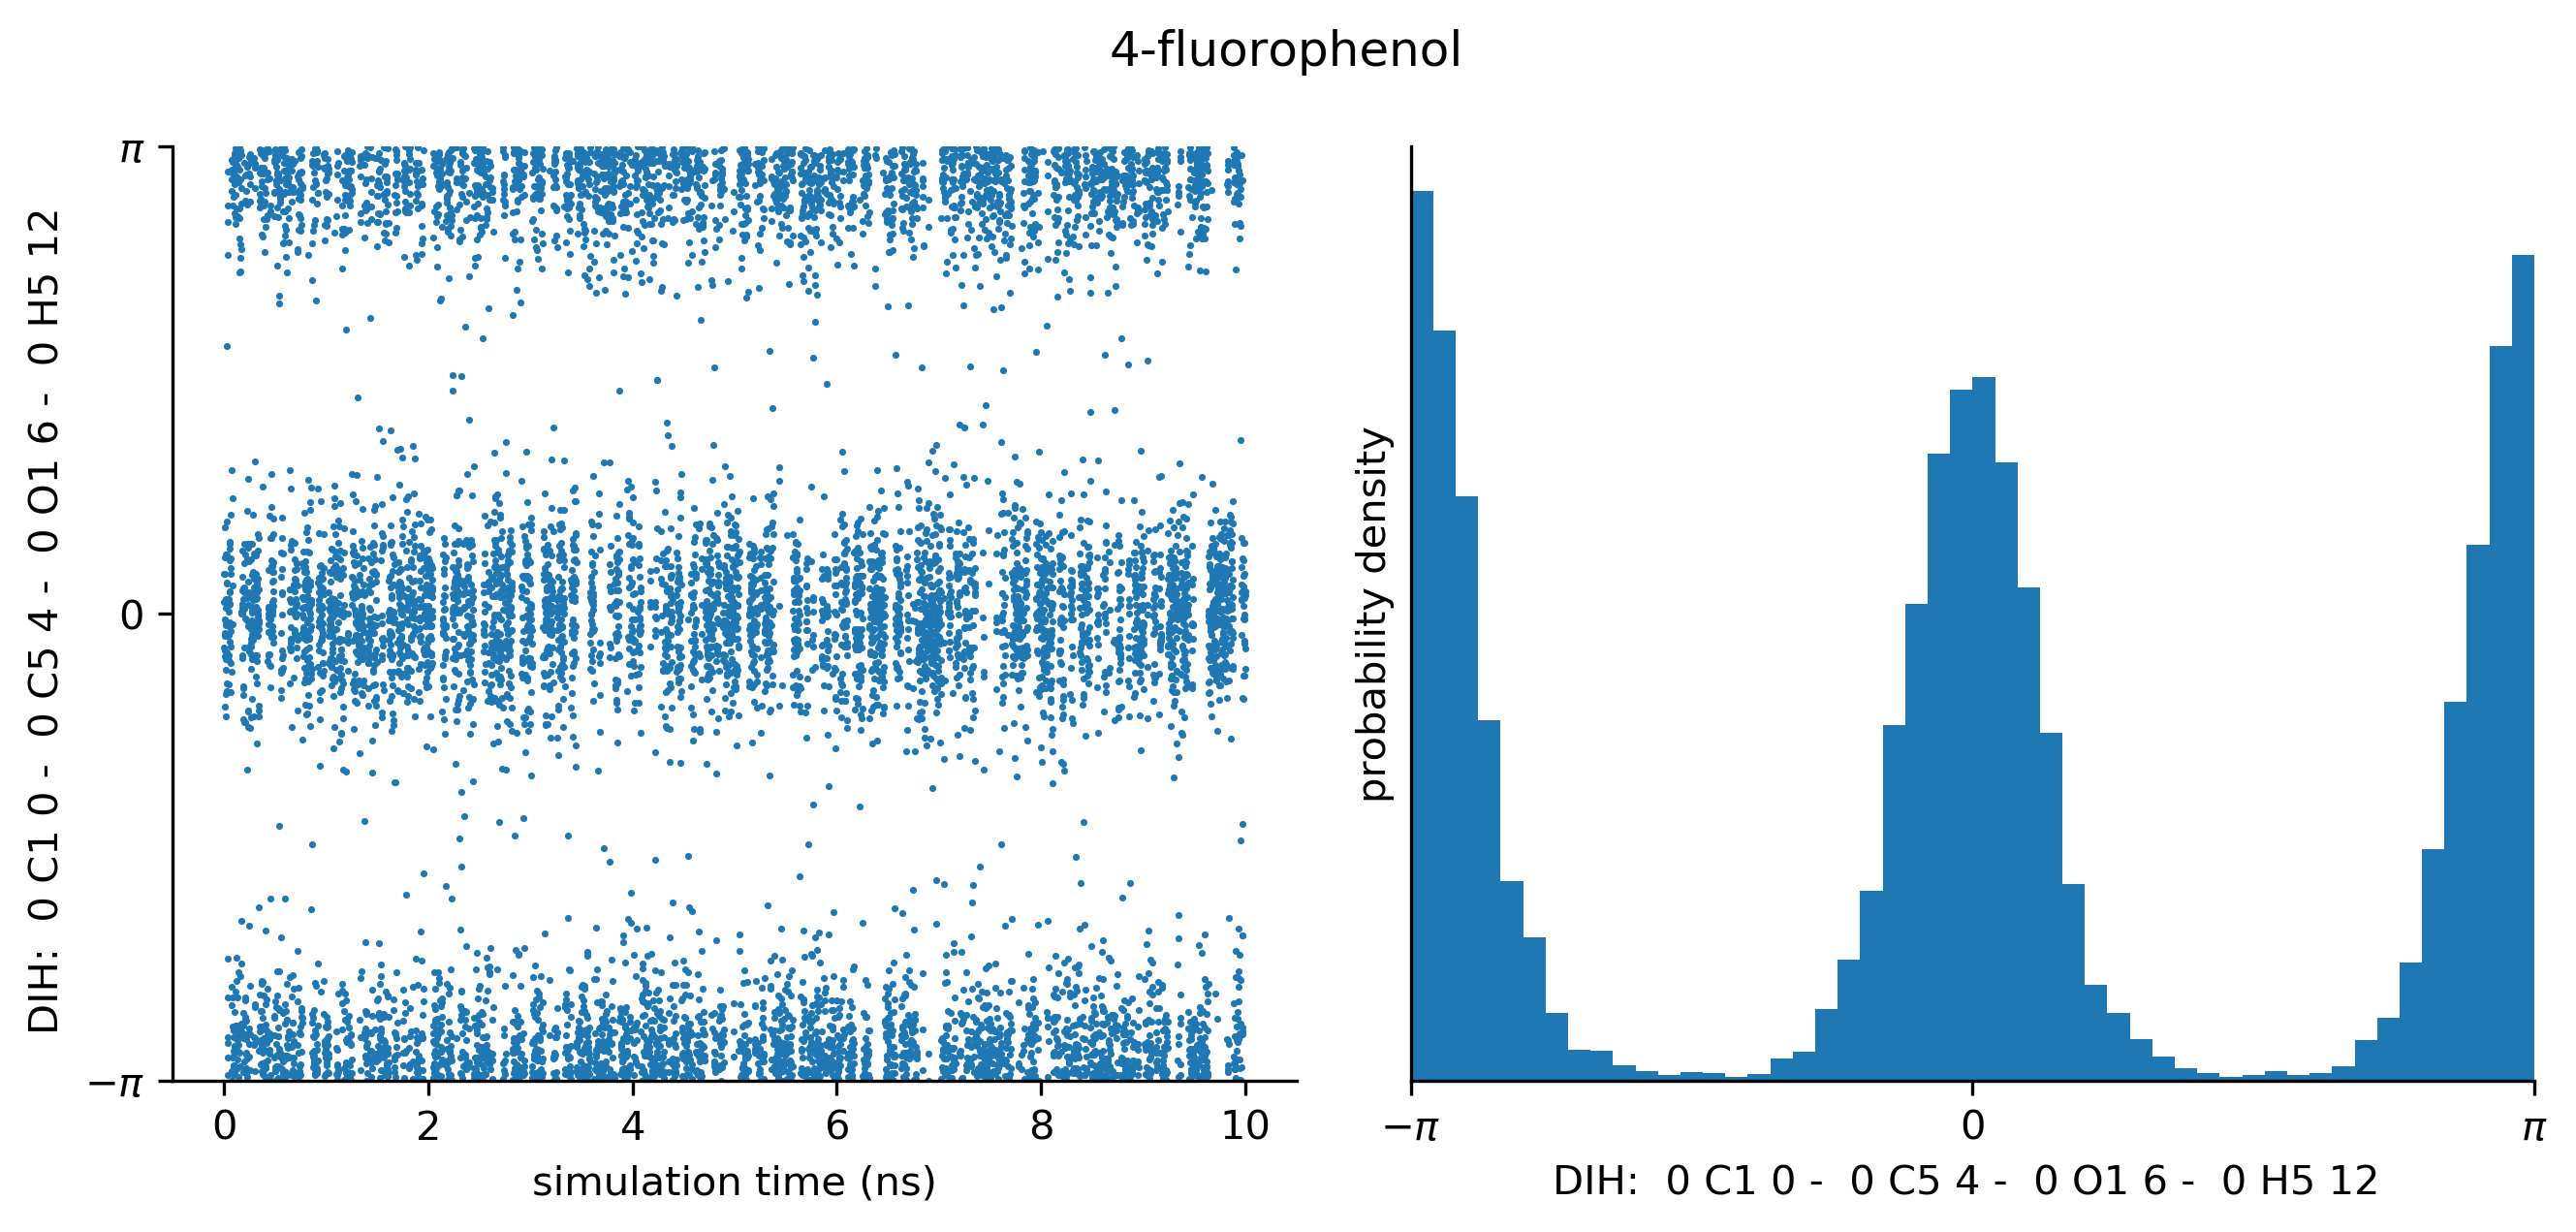 4-fluorophenol
DIH:  0 C1 0 -  0 C5 4 -  0 O1 6 -  0 H5 12
π
0
−π
0 2 4 6 8 10
simulation time (ns)
probability density
−π 0 π
DIH:  0 C1 0 -  0 C5 4 -  0 O1 6 -  0 H5 12